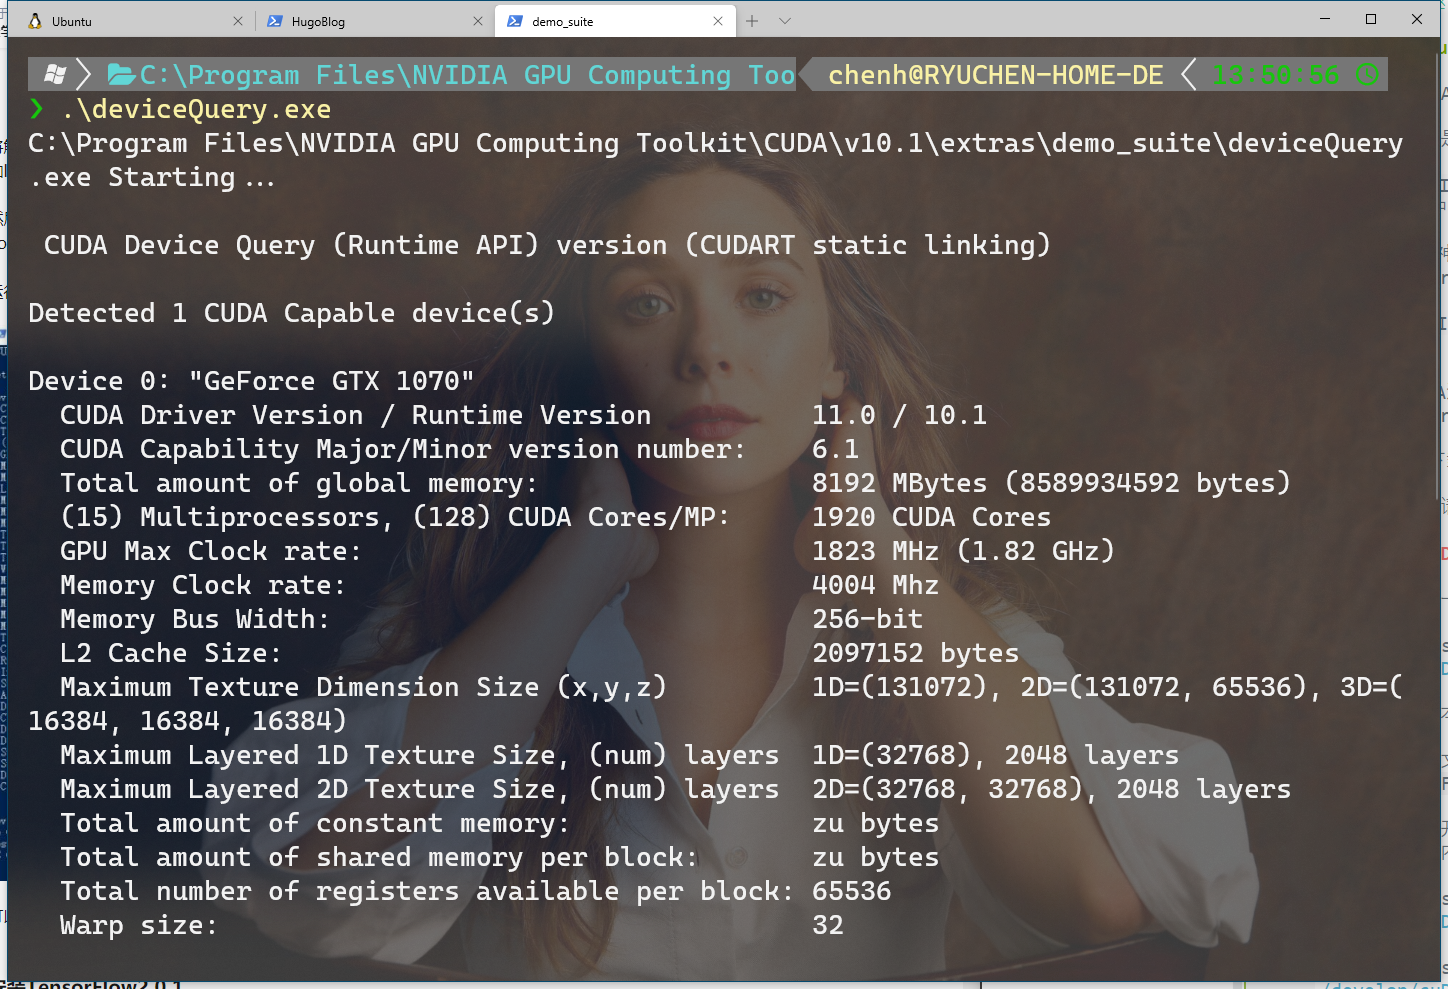 Ubuntu
HugoBlog
demo_suite
C:\Program Files\NVIDIA GPU Computing Too
chenh@RYUCHEN-HOME-DE
13:50:56
❯ .\deviceQuery.exe
C:\Program Files\NVIDIA GPU Computing Toolkit\CUDA\v10.1\extras\demo_suite\deviceQuery
.exe Starting...
CUDA Device Query (Runtime API) version (CUDART static linking)
Detected 1 CUDA Capable device(s)
Device 0: "GeForce GTX 1070"
CUDA Driver Version / Runtime Version 11.0 / 10.1
CUDA Capability Major/Minor version number: 6.1
Total amount of global memory: 8192 MBytes (8589934592 bytes)
(15) Multiprocessors, (128) CUDA Cores/MP: 1920 CUDA Cores
GPU Max Clock rate: 1823 MHz (1.82 GHz)
Memory Clock rate: 4004 Mhz
Memory Bus Width: 256-bit
L2 Cache Size: 2097152 bytes
Maximum Texture Dimension Size (x,y,z) 1D=(131072), 2D=(131072, 65536), 3D=(
16384, 16384, 16384)
Maximum Layered 1D Texture Size, (num) layers 1D=(32768), 2048 layers
Maximum Layered 2D Texture Size, (num) layers 2D=(32768, 32768), 2048 layers
Total amount of constant memory: zu bytes
Total amount of shared memory per block: zu bytes
Total number of registers available per block: 65536
Warp size: 32